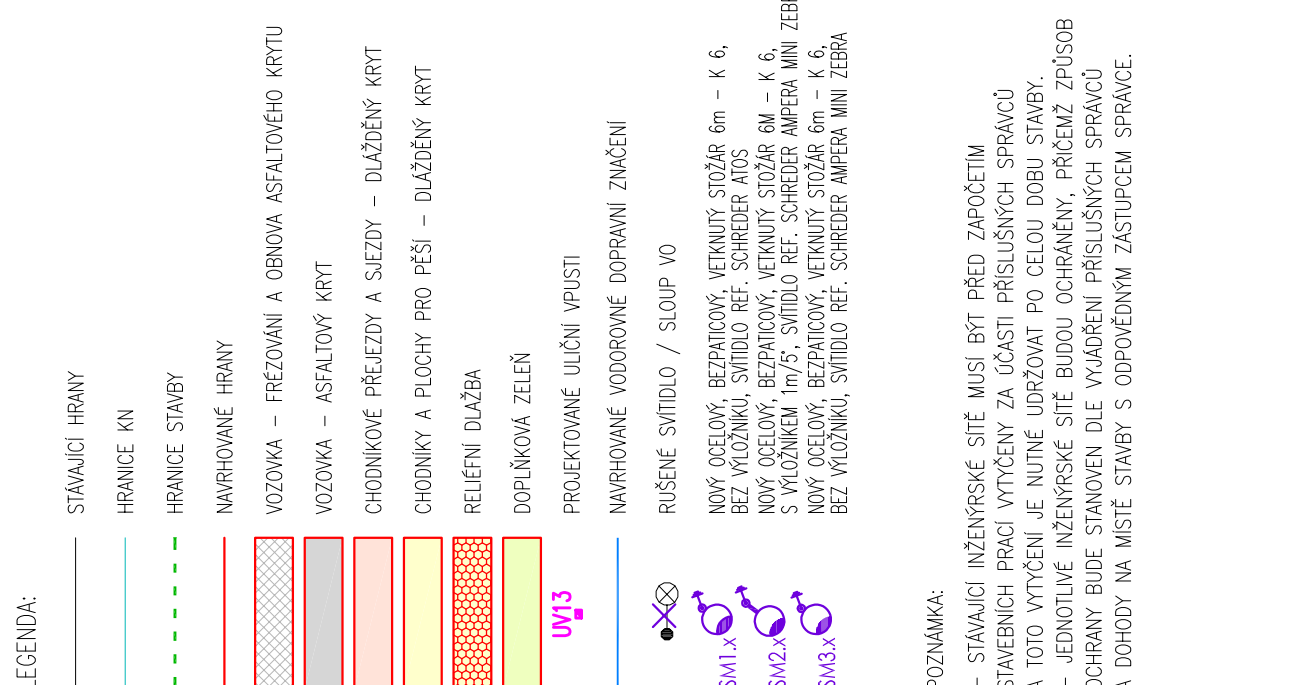 LEGENDA:
STÁVAJÍCÍ HRANY
HRANICE KN
HRANICE STAVBY
NAVRHOVANÉ HRANY
VOZOVKA – FRÉZOVÁNÍ A OBNOVA ASFALTOVÉHO KRYTU
VOZOVKA – ASFALTOVÝ KRYT
CHODNÍKOVÉ PŘEJEZDY A SJEZDY – DLÁŽDĚNÝ KRYT
CHODNÍKY A PLOCHY PRO PĚŠÍ – DLÁŽDĚNÝ KRYT
RELIÉFNÍ DLAŽBA
DOPLŇKOVÁ ZELEŇ
UV13
PROJEKTOVANÉ ULIČNÍ VPUSTI
NAVRHOVANÉ VODOROVNÉ DOPRAVNÍ ZNAČENÍ
RUŠENÉ SVÍTIDLO / SLOUP VO
SM1.x
NOVÝ OCELOVÝ, BEZPATICOVÝ, VETKNUTÝ STOŽÁR 6m – K 6,
BEZ VÝLOŽNÍKU, SVÍTIDLO REF. SCHREDER ATOS
SM2.x
NOVÝ OCELOVÝ, BEZPATICOVÝ, VETKNUTÝ STOŽÁR 6M – K 6,
S VÝLOŽNÍKEM 1m/5°, SVÍTIDLO REF. SCHREDER AMPERA MINI
SM3.x
NOVÝ OCELOVÝ, BEZPATICOVÝ, VETKNUTÝ STOŽÁR 6m – K 6,
BEZ VÝLOŽNÍKU, SVÍTIDLO REF. SCHREDER AMPERA MINI ZEBRA
POZNÁMKA:
– STÁVAJÍCÍ INŽENÝRSKÉ SÍTĚ MUSÍ BÝT PŘED ZAPOČETÍM
STAVEBNÍCH PRACÍ VYTYČENY ZA ÚČASTI PŘÍSLUŠNÝCH SPRÁVCŮ
A TOTO VYTYČENÍ JE NUTNÉ UDRŽOVAT PO CELOU DOBU STAVBY.
– JEDNOTLIVÉ INŽENÝRSKÉ SÍTĚ BUDOU OCHRÁNĚNY, PŘIČEMŽ ZPŮSOB
OCHRANY BUDE STANOVEN DLE VYJÁDŘENÍ PŘÍSLUŠNÝCH SPRÁVCŮ
A DOHODY NA MÍSTĚ STAVBY S ODPOVĚDNÝM ZÁSTUPCEM SPRÁVCE.